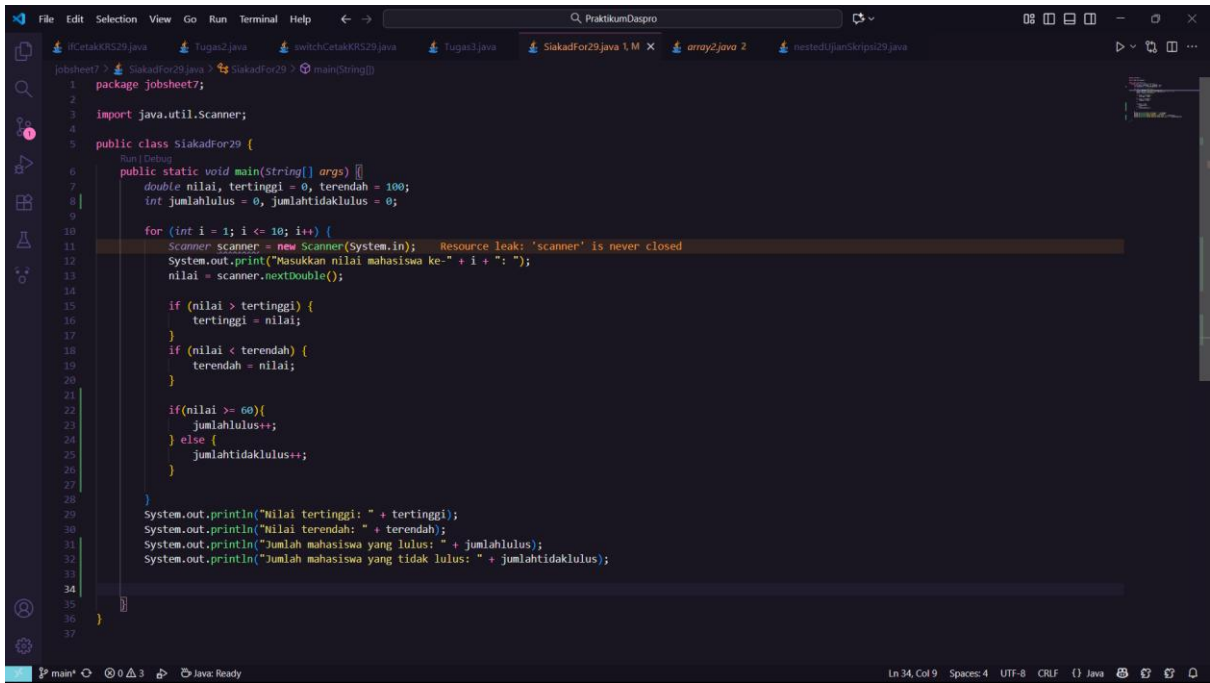 File Edit Selection View Go Run Terminal Help ← → PraktikumDaspro
ifCetakKRS29.java Tugas2.java switchCetakKRS29.java Tugas3.java SiakadFor29.java 1, M array2.java 2 nestedUjianSkripsi29.java
jobsheet7 > SiakadFor29.java > SiakadFor29 > main(String[])
1 package jobsheet7;
2
3 import java.util.Scanner;
4
5 public class SiakadFor29 {
Run | Debug
6 public static void main(String[] args) {
7 double nilai, tertinggi = 0, terendah = 100;
8 int jumlahlulus = 0, jumlahtidaklulus = 0;
9
10 for (int i = 1; i <= 10; i++) {
11 Scanner scanner = new Scanner(System.in); Resource leak: 'scanner' is never closed
12 System.out.print("Masukkan nilai mahasiswa ke-" + i + ": ");
13 nilai = scanner.nextDouble();
14
15 if (nilai > tertinggi) {
16 tertinggi = nilai;
17 }
18 if (nilai < terendah) {
19 terendah = nilai;
20 }
21
22 if(nilai >= 60){
23 jumlahlulus++;
24 } else {
25 jumlahtidaklulus++;
26 }
27
28 }
29 System.out.println("Nilai tertinggi: " + tertinggi);
30 System.out.println("Nilai terendah: " + terendah);
31 System.out.println("Jumlah mahasiswa yang lulus: " + jumlahlulus);
32 System.out.println("Jumlah mahasiswa yang tidak lulus: " + jumlahtidaklulus);
33
34
35 }
36 }
37
1
main* 0 3 Java: Ready Ln 34, Col 9 Spaces: 4 UTF-8 CRLF {} Java